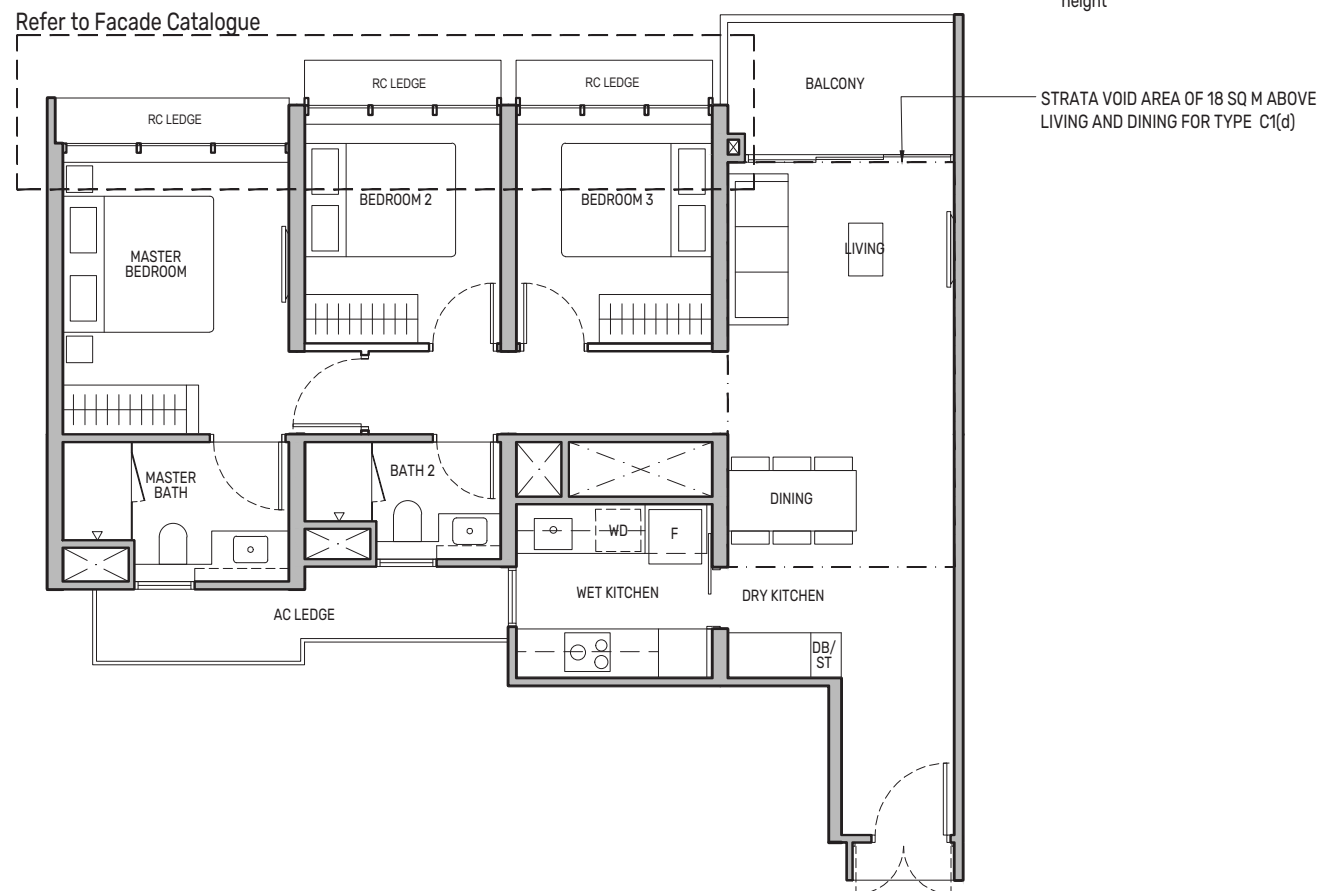 height
Refer to Facade Catalogue
RC LEDGE
RC LEDGE
RC LEDGE
BALCONY
STRATA VOID AREA OF 18 SQ M ABOVE
LIVING AND DINING FOR TYPE C1(d)
BEDROOM 2
BEDROOM 3
LIVING
MASTER
BEDROOM
MASTER
BATH
BATH 2
DINING
WD
F
WET KITCHEN
DRY KITCHEN
AC LEDGE
DB/
ST